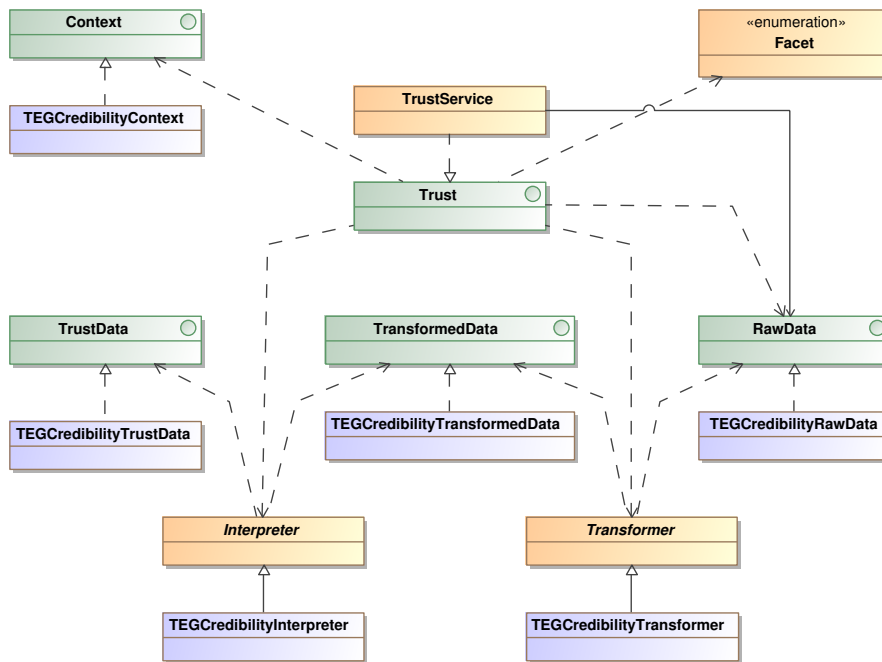 Context
«enumeration»
Facet
TrustService
TEGCredibilityContext
Trust
TrustData
TransformedData
RawData
TEGCredibilityTrustData
TEGCredibilityTransformedData
TEGCredibilityRawData
Interpreter
Transformer
TEGCredibilityInterpreter
TEGCredibilityTransformer